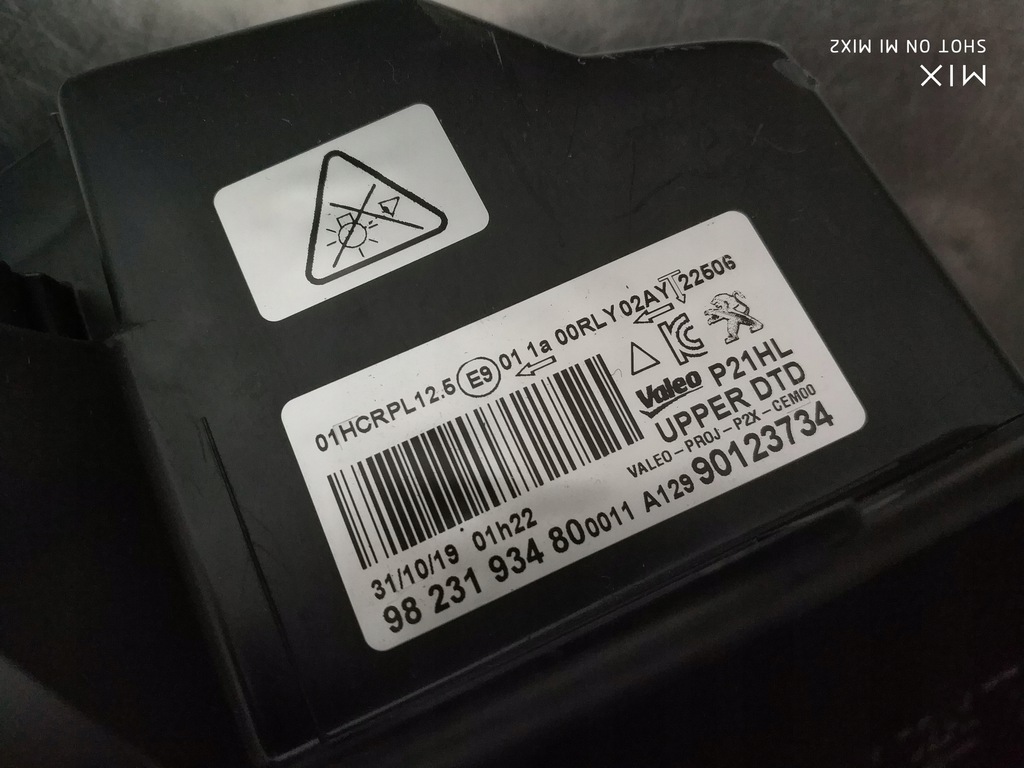 SHOT ON MI MIX2
MIX
01HCRPL12.5 E9 01 1a 00RLY 02AY 22506
Valeo P21HL
UPPER DTD
VALEO-PROJ-P2X-CEM00
31/10/19 01h22
98 231 934 80 0011 A129 90123734